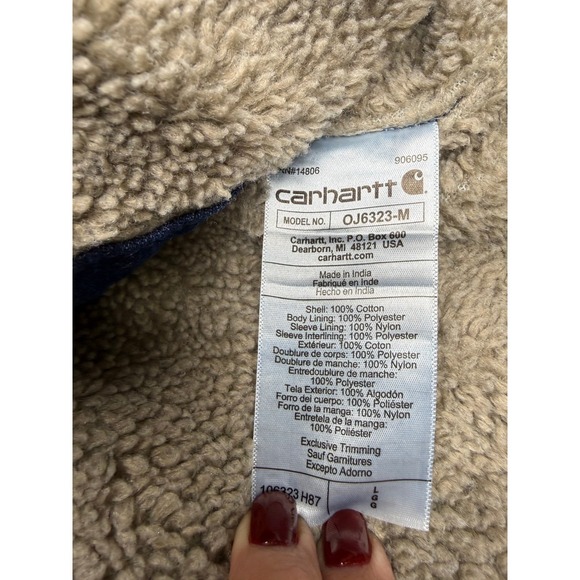 RN#14806 906095
carhartt
MODEL NO. OJ6323-M
Carhartt, Inc. P.O. Box 600
Dearborn, MI 48121 USA
carhartt.com
Made in India
Fabriqué en Inde
Hecho en India
Shell: 100% Cotton
Body Lining: 100% Polyester
Sleeve Lining: 100% Nylon
Sleeve Interlining: 100% Polyester
Extérieur: 100% Coton
Doublure de corps: 100% Polyester
Doublure de manche: 100% Nylon
Entredoublure de manche:
100% Polyester
Tela Exterior: 100% Algodón
Forro del cuerpo: 100% Poliéster
Forro de la manga: 100% Nylon
Entretela de la manga:
100% Poliéster
Exclusive Trimming
Sauf Garnitures
Excepto Adorno
106323 H87
L
G
G